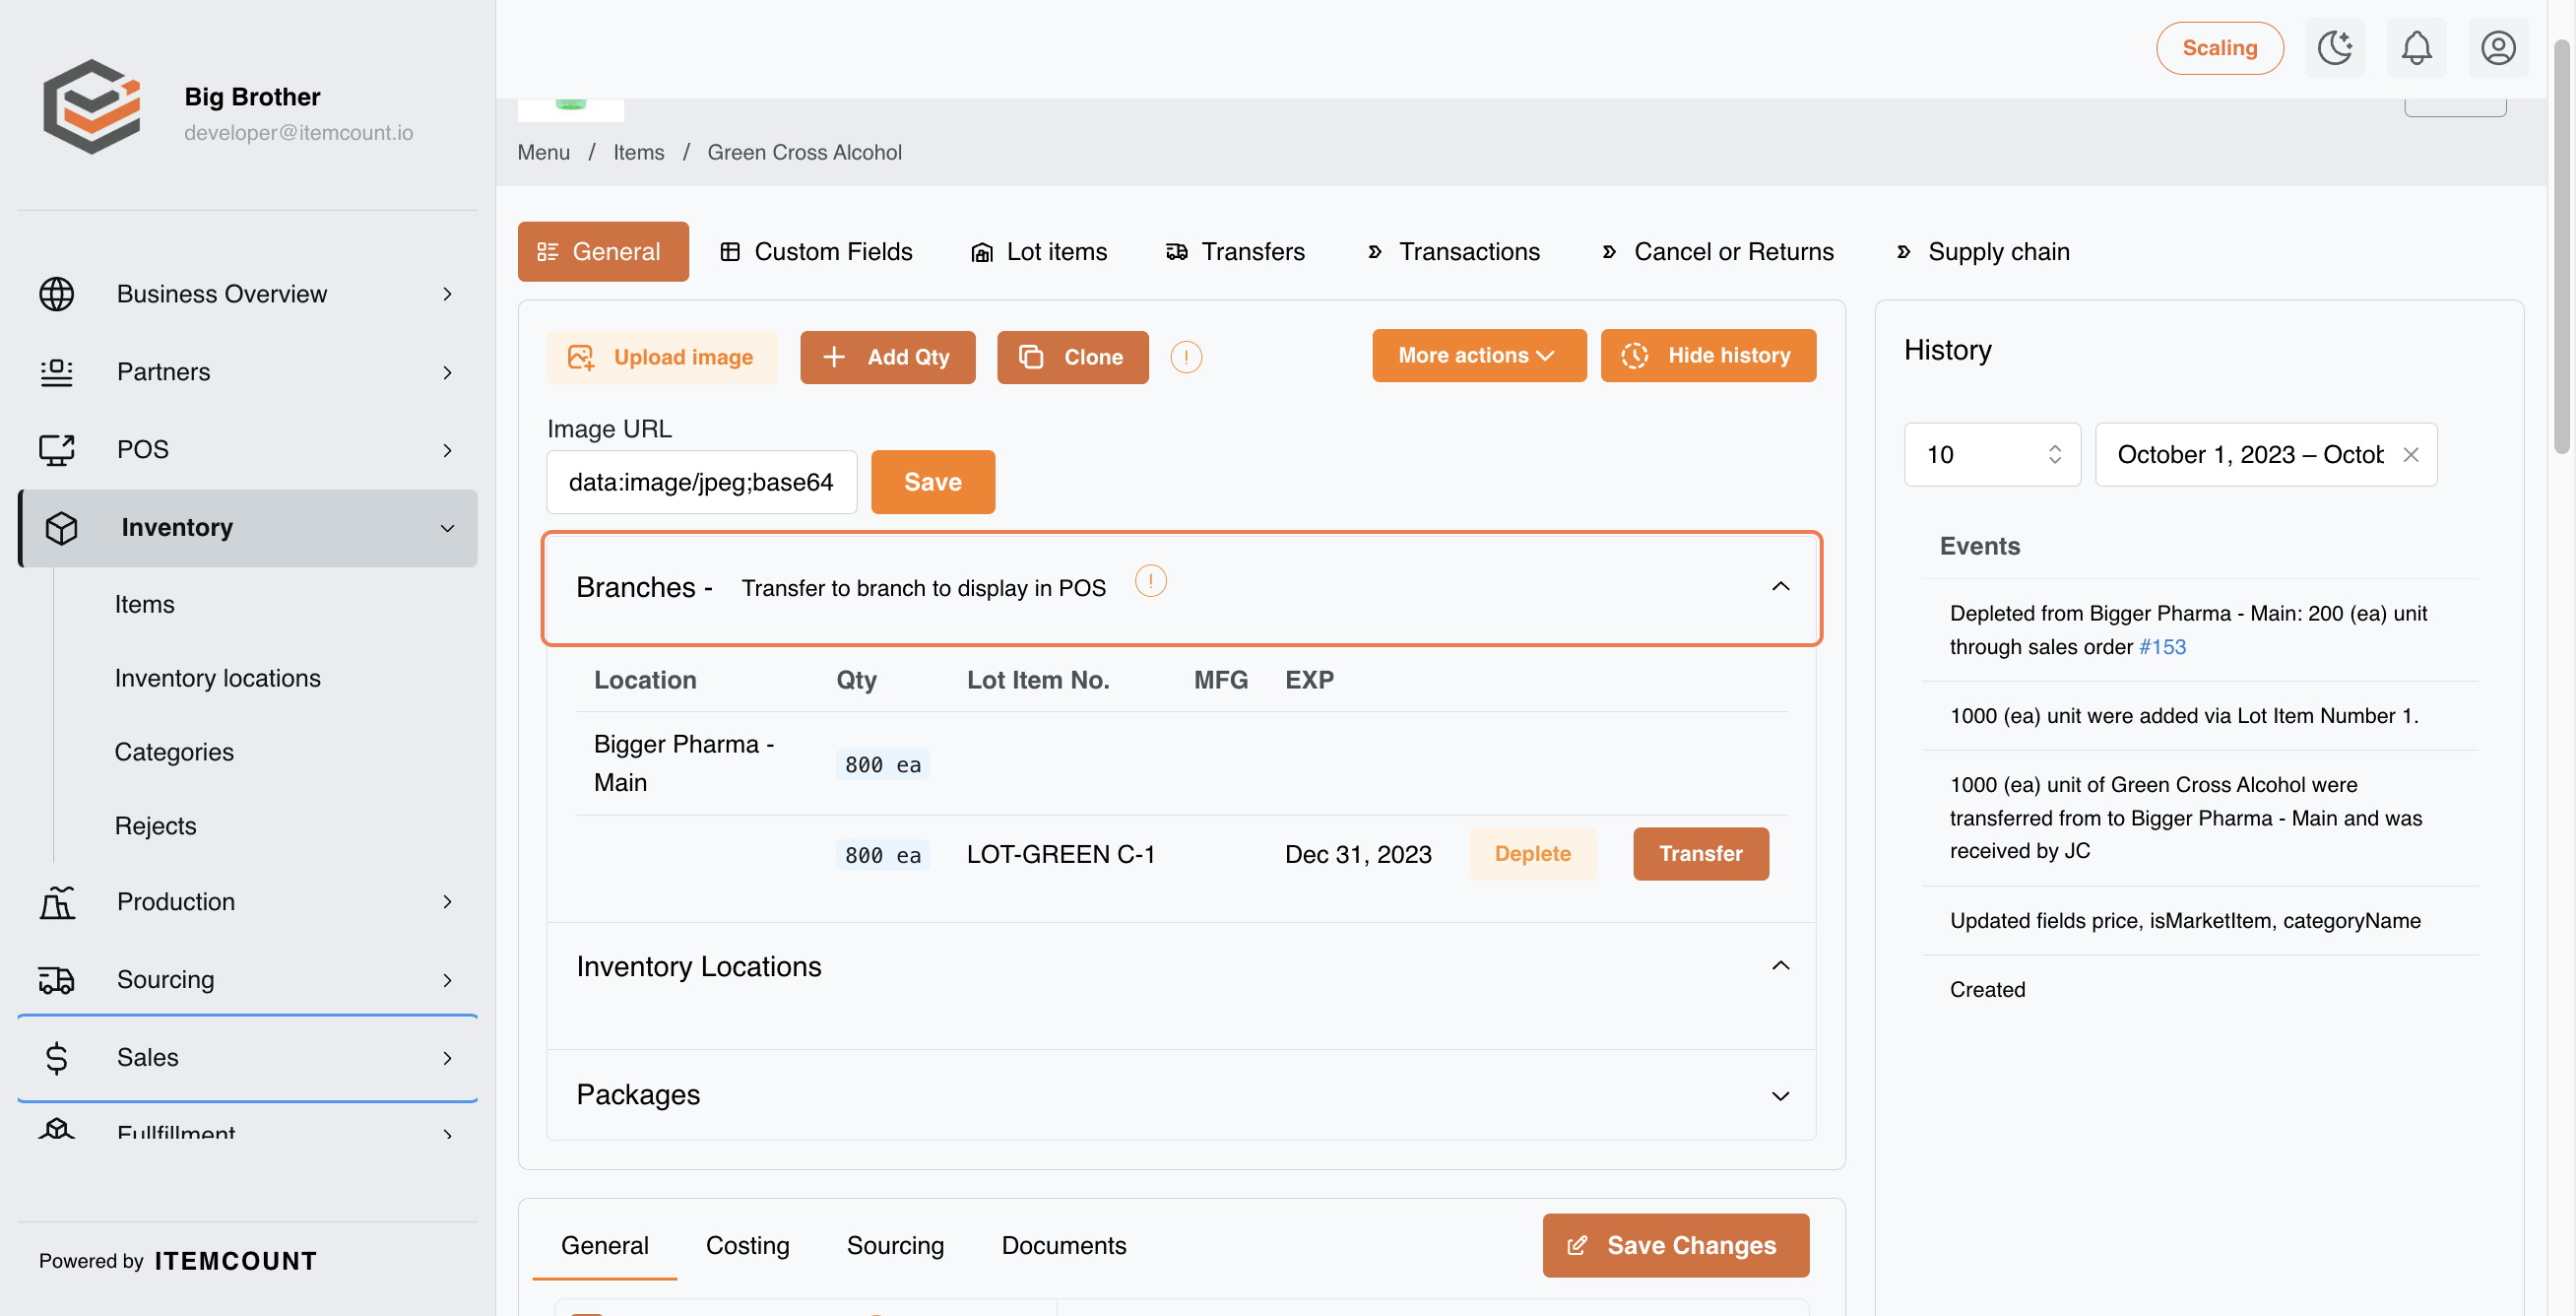 Big Brother
developer@itemcount.io
Business Overview
Partners
POS
Inventory
Items
Inventory locations
Categories
Rejects
Production
Sourcing
Sales
Fullfillment
Powered by ITEMCOUNT
Scaling
Menu / Items / Green Cross Alcohol
General
Custom Fields
Lot items
Transfers
Transactions
Cancel or Returns
Supply chain
Upload image
Add Qty
Clone
More actions
Hide history
Image URL
data:image/jpeg;base64
Save
Branches - Transfer to branch to display in POS
Location Qty Lot Item No. MFG EXP
Bigger Pharma -
Main
800 ea
800 ea LOT-GREEN C-1 Dec 31, 2023 Deplete Transfer
Inventory Locations
Packages
General Costing Sourcing Documents Save Changes
History
10
October 1, 2023 – Octob
Events
Depleted from Bigger Pharma - Main: 200 (ea) unit
through sales order #153
1000 (ea) unit were added via Lot Item Number 1.
1000 (ea) unit of Green Cross Alcohol were
transferred from to Bigger Pharma - Main and was
received by JC
Updated fields price, isMarketItem, categoryName
Created